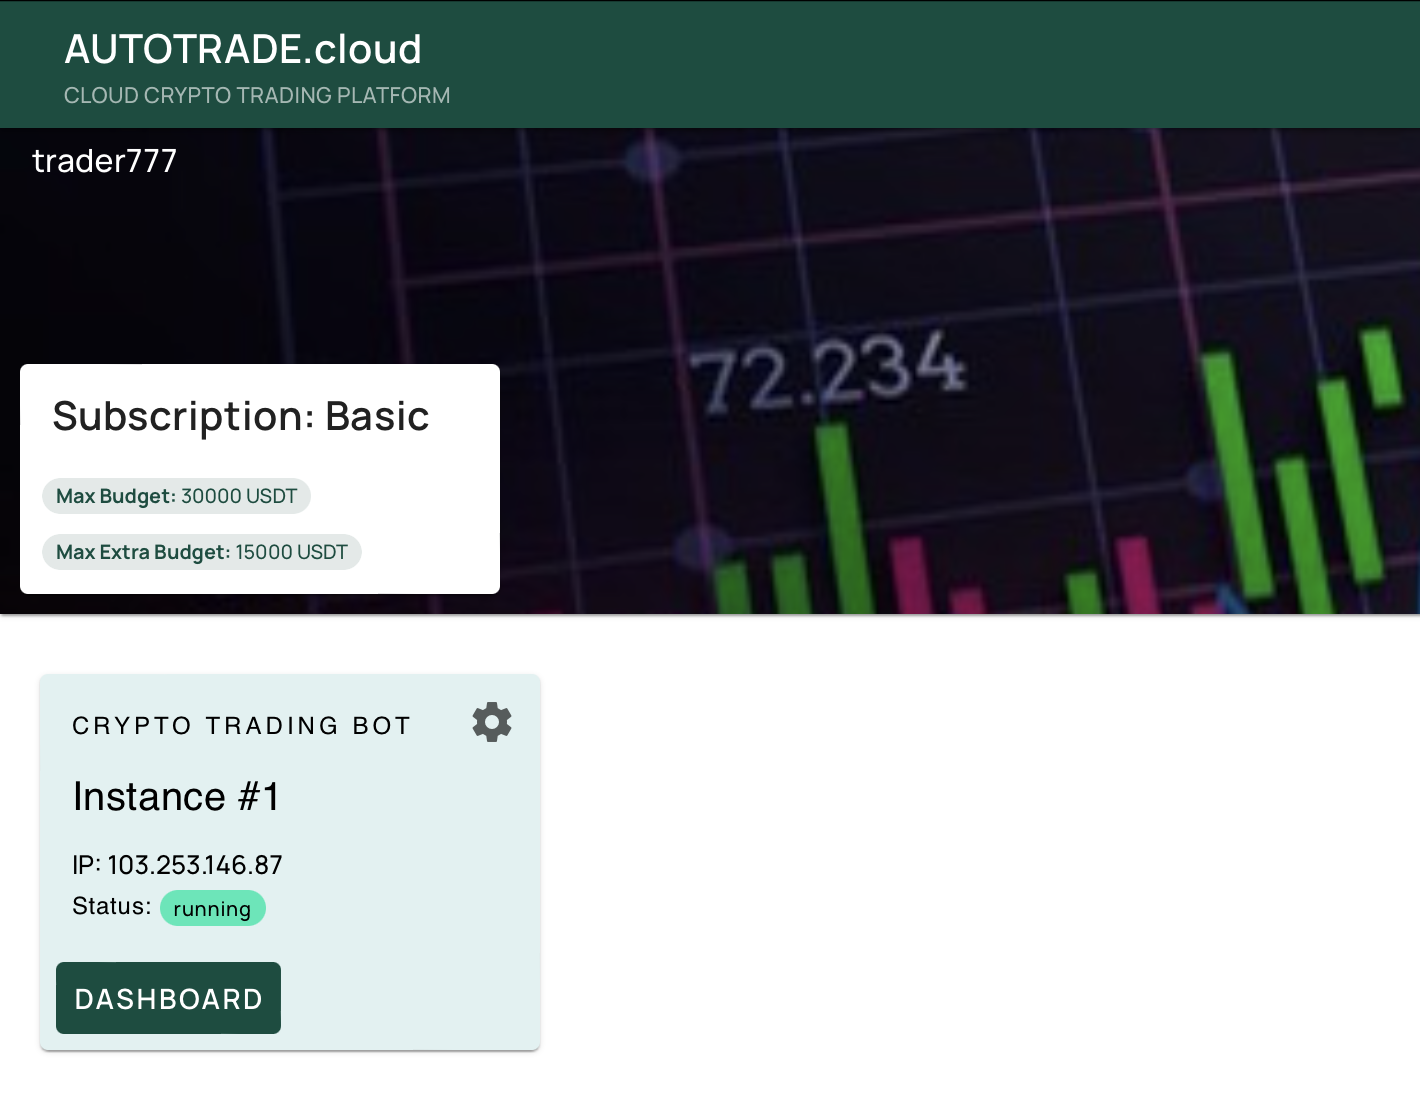 AUTOTRADE.cloud
CLOUD CRYPTO TRADING PLATFORM
trader777
72.234
Subscription: Basic
Max Budget: 30000 USDT
Max Extra Budget: 15000 USDT
CRYPTO TRADING BOT
Instance #1
IP: 103.253.146.87
Status: running
DASHBOARD